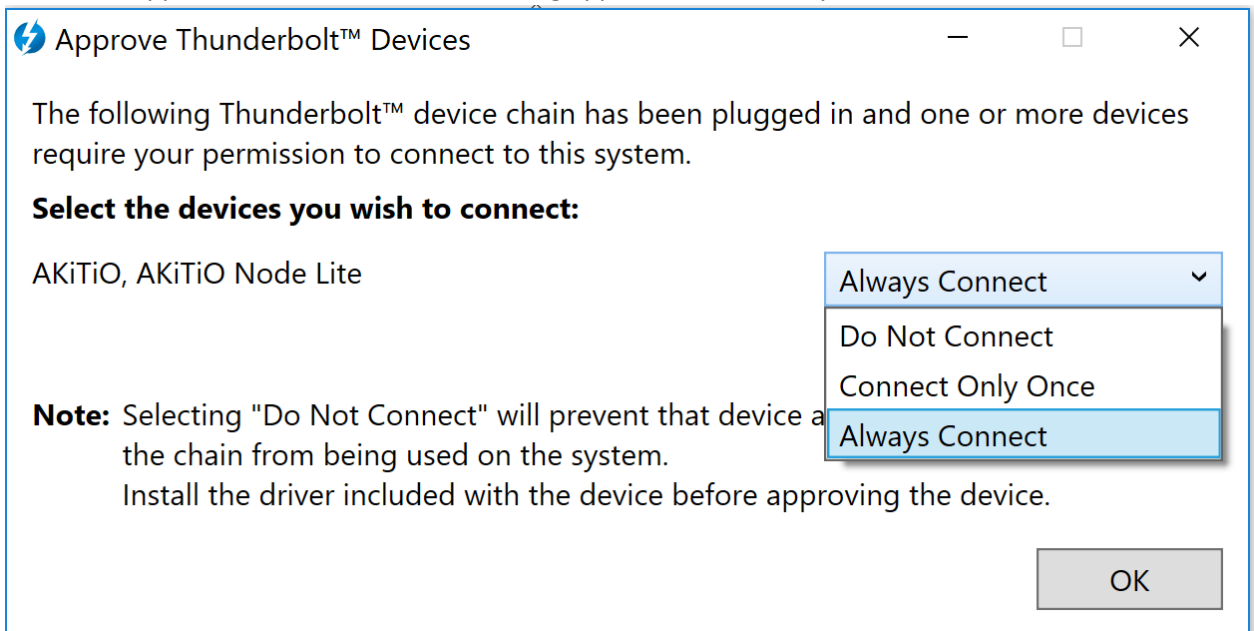 Approve Thunderbolt™ Devices
The following Thunderbolt™ device chain has been plugged in and one or more devices
require your permission to connect to this system.
Select the devices you wish to connect:
AKiTiO, AKiTiO Node Lite
Always Connect
Do Not Connect
Connect Only Once
Always Connect
Note: Selecting "Do Not Connect" will prevent that device a
the chain from being used on the system.
Install the driver included with the device before approving the device.
OK